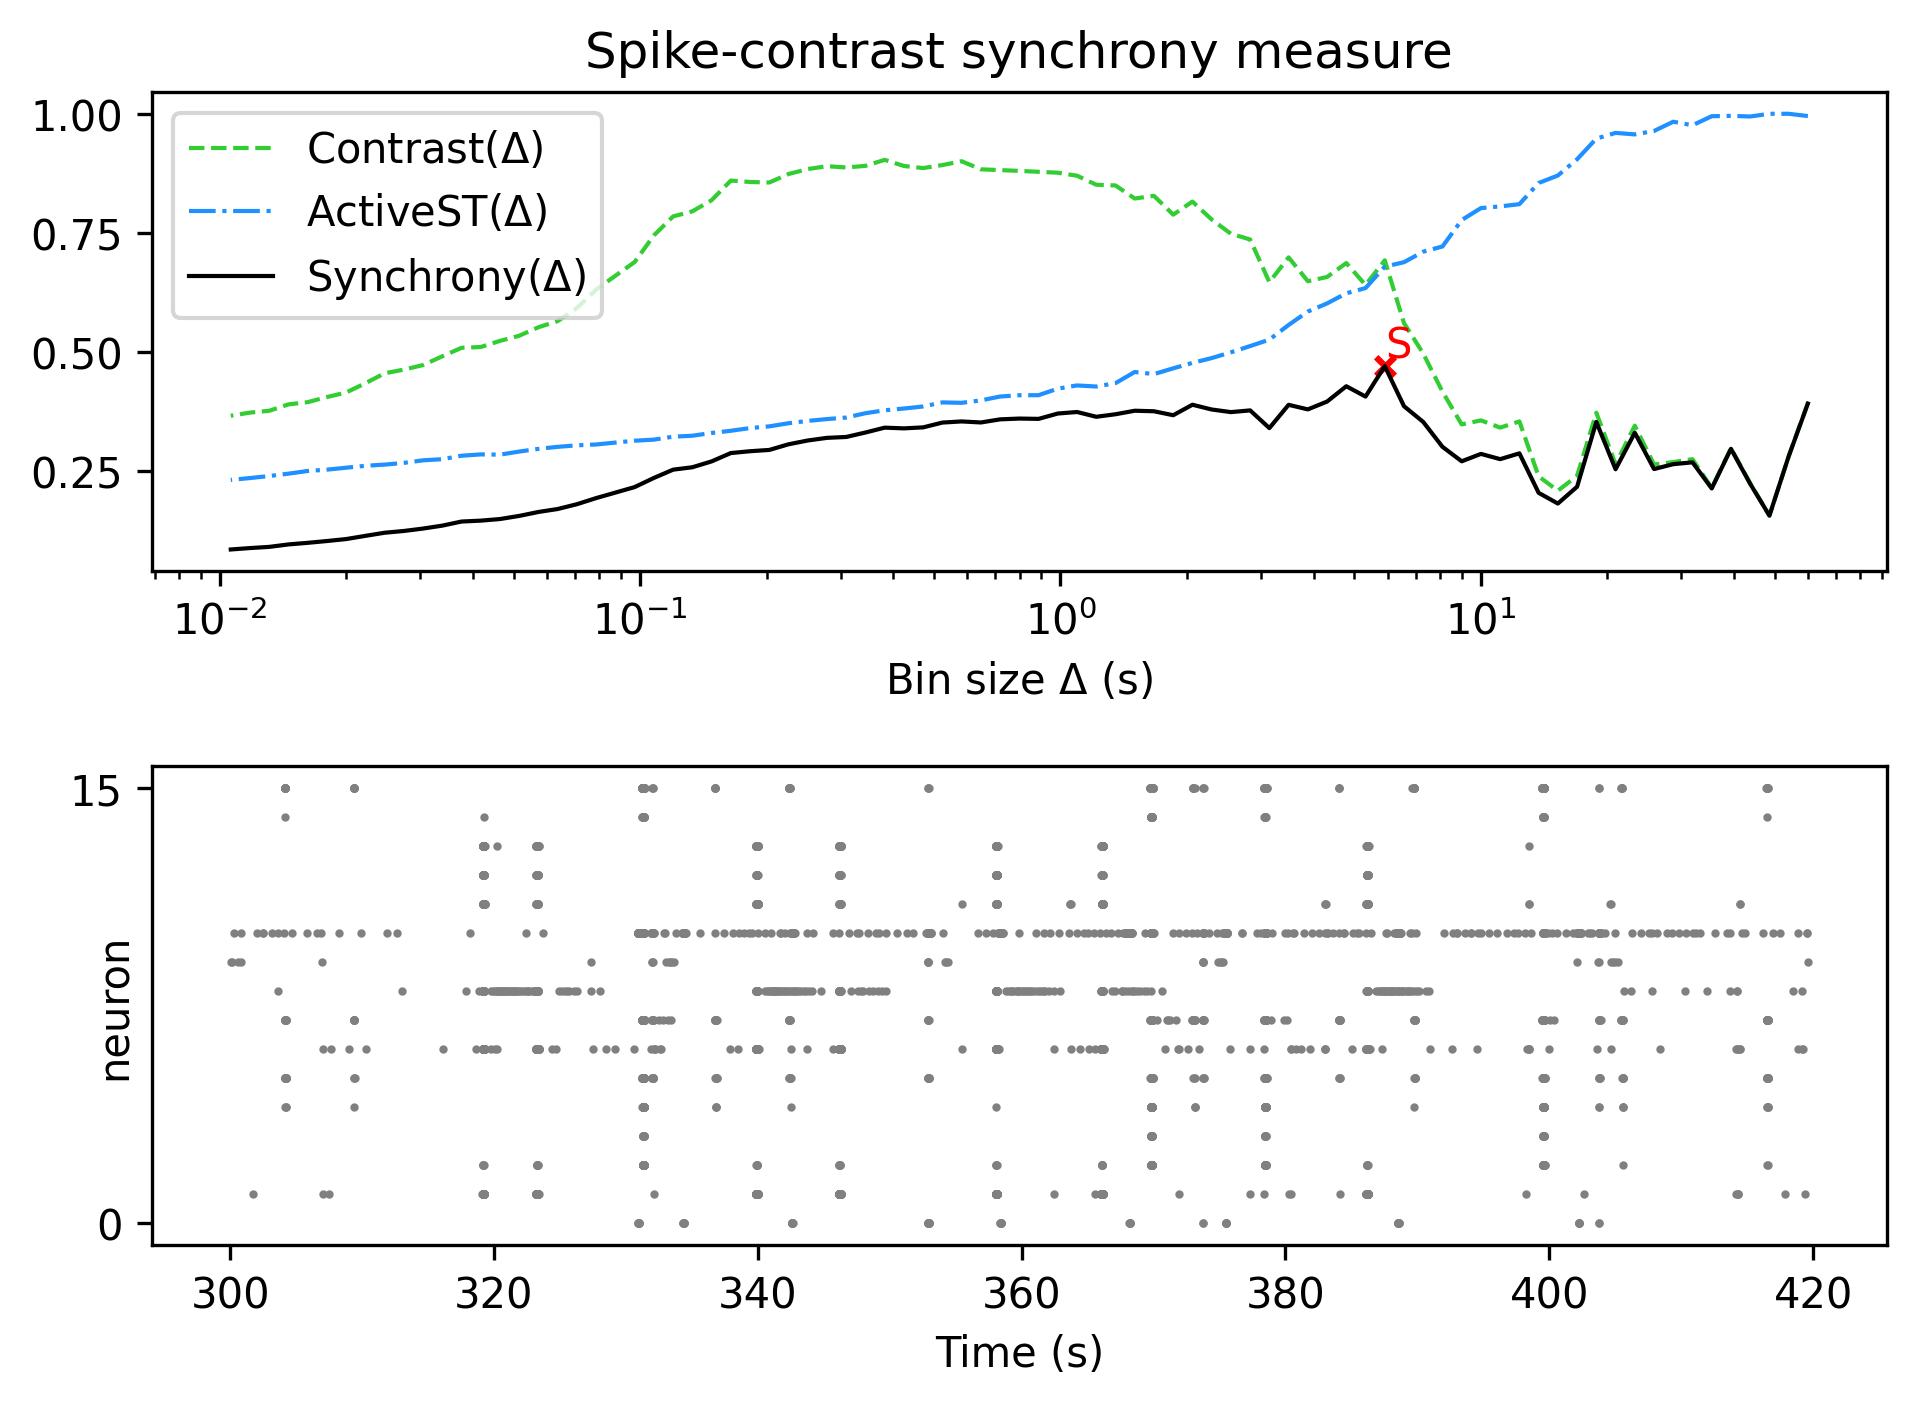 Spike-contrast synchrony measure
1.00
0.75
0.50
0.25
Contrast(Δ)
ActiveST(Δ)
Synchrony(Δ)
S
10⁻² 10⁻¹ 10⁰ 10¹
Bin size Δ (s)
15
0
neuron
300 320 340 360 380 400 420
Time (s)